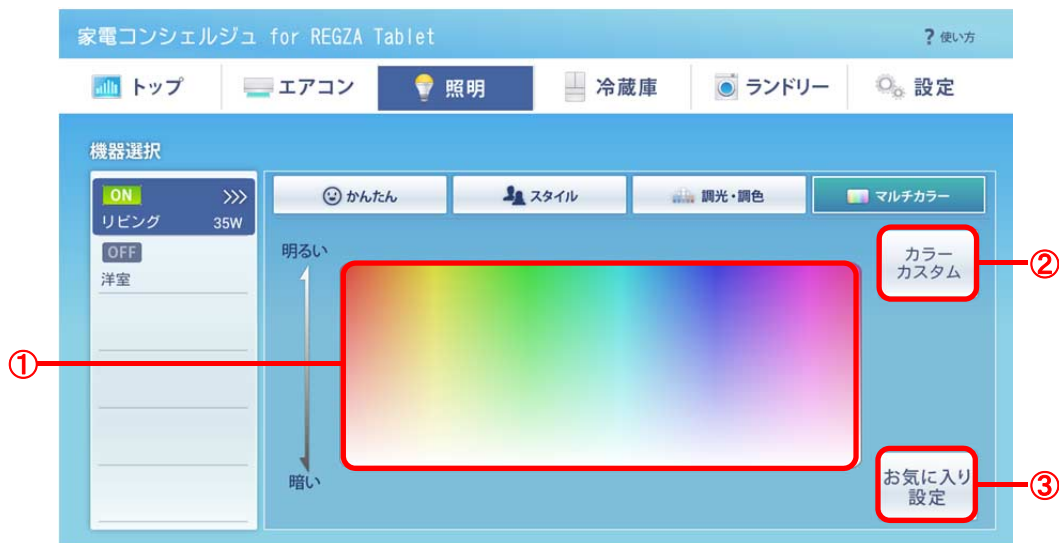 家電コンシェルジュ for REGZA Tablet
? 使い方
トップ
エアコン
照明
冷蔵庫
ランドリー
設定
機器選択
ON >>>
リビング 35W
OFF
洋室
かんたん
スタイル
調光・調色
マルチカラー
明るい
暗い
カラー
カスタム
お気に入り
設定
①
②
③